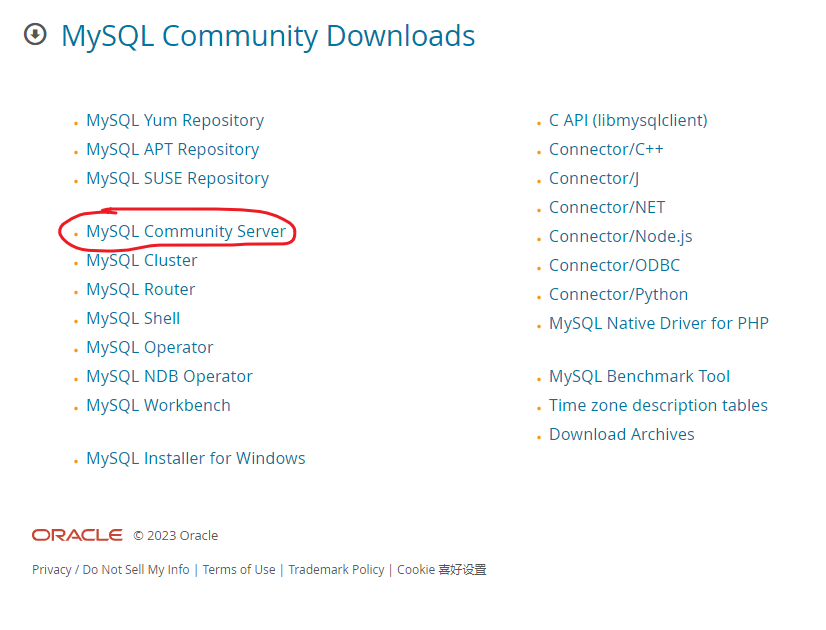 MySQL Community Downloads
MySQL Yum Repository
MySQL APT Repository
MySQL SUSE Repository
MySQL Community Server
MySQL Cluster
MySQL Router
MySQL Shell
MySQL Operator
MySQL NDB Operator
MySQL Workbench
MySQL Installer for Windows
C API (libmysqlclient)
Connector/C++
Connector/J
Connector/NET
Connector/Node.js
Connector/ODBC
Connector/Python
MySQL Native Driver for PHP
MySQL Benchmark Tool
Time zone description tables
Download Archives
ORACLE © 2023 Oracle
Privacy / Do Not Sell My Info | Terms of Use | Trademark Policy | Cookie 喜好设置